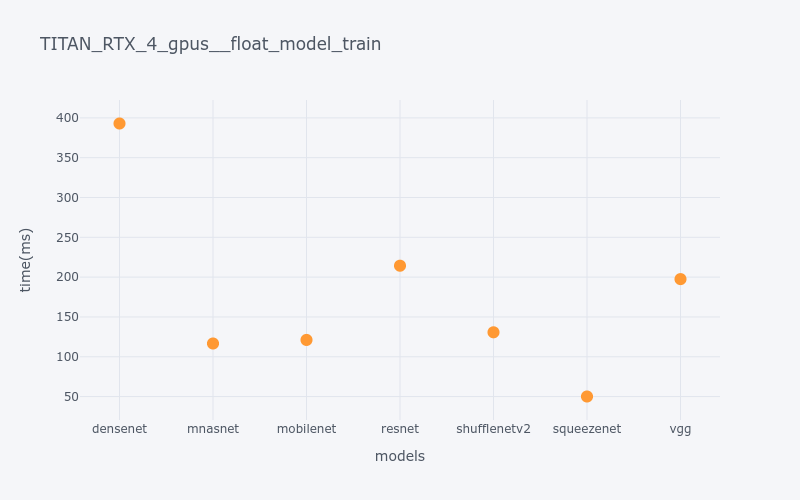 TITAN_RTX_4_gpus__float_model_train
400
350
300
250
200
150
100
50
time(ms)
densenet mnasnet mobilenet resnet shufflenetv2 squeezenet vgg
models